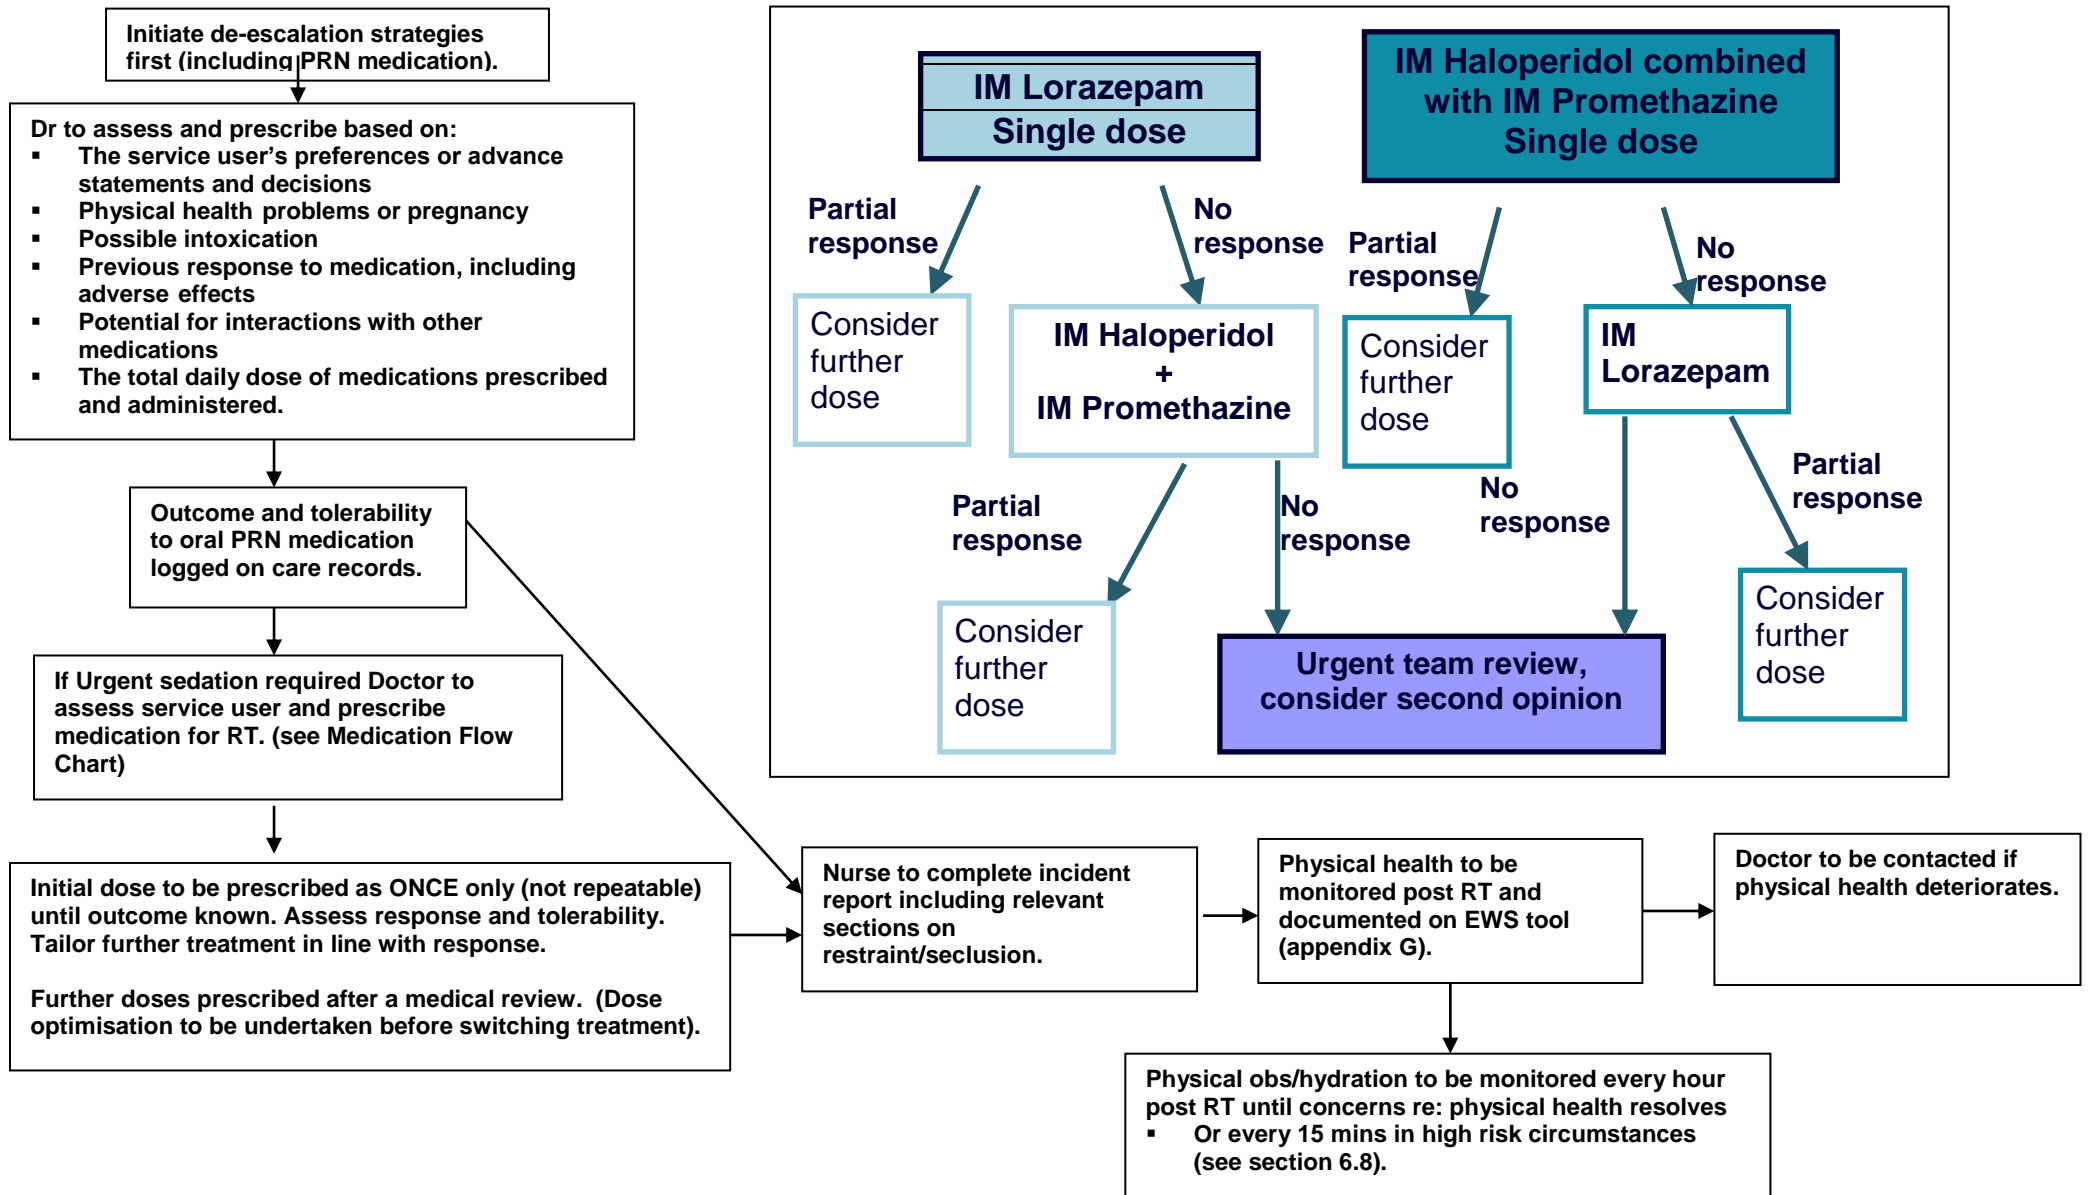 Initiate de-escalation strategies
first (including PRN medication).
Dr to assess and prescribe based on:
▪ The service user’s preferences or advance
statements and decisions
▪ Physical health problems or pregnancy
▪ Possible intoxication
▪ Previous response to medication, including
adverse effects
▪ Potential for interactions with other
medications
▪ The total daily dose of medications prescribed
and administered.
Outcome and tolerability
to oral PRN medication
logged on care records.
If Urgent sedation required Doctor to
assess service user and prescribe
medication for RT. (see Medication Flow
Chart)
Initial dose to be prescribed as ONCE only (not repeatable)
until outcome known. Assess response and tolerability.
Tailor further treatment in line with response.
Further doses prescribed after a medical review.  (Dose
optimisation to be undertaken before switching treatment).
IM Lorazepam
Single dose
Partial
response
No
response
Consider
further
dose
IM Haloperidol
+
IM Promethazine
Partial
response
No
response
Consider
further
dose
IM Haloperidol combined
with IM Promethazine
Single dose
Partial
response
No
response
Consider
further
dose
IM
Lorazepam
No
response
Partial
response
Consider
further
dose
Urgent team review,
consider second opinion
Nurse to complete incident
report including relevant
sections on
restraint/seclusion.
Physical health to be
monitored post RT and
documented on EWS tool
(appendix G).
Doctor to be contacted if
physical health deteriorates.
Physical obs/hydration to be monitored every hour
post RT until concerns re: physical health resolves
▪ Or every 15 mins in high risk circumstances
(see section 6.8).